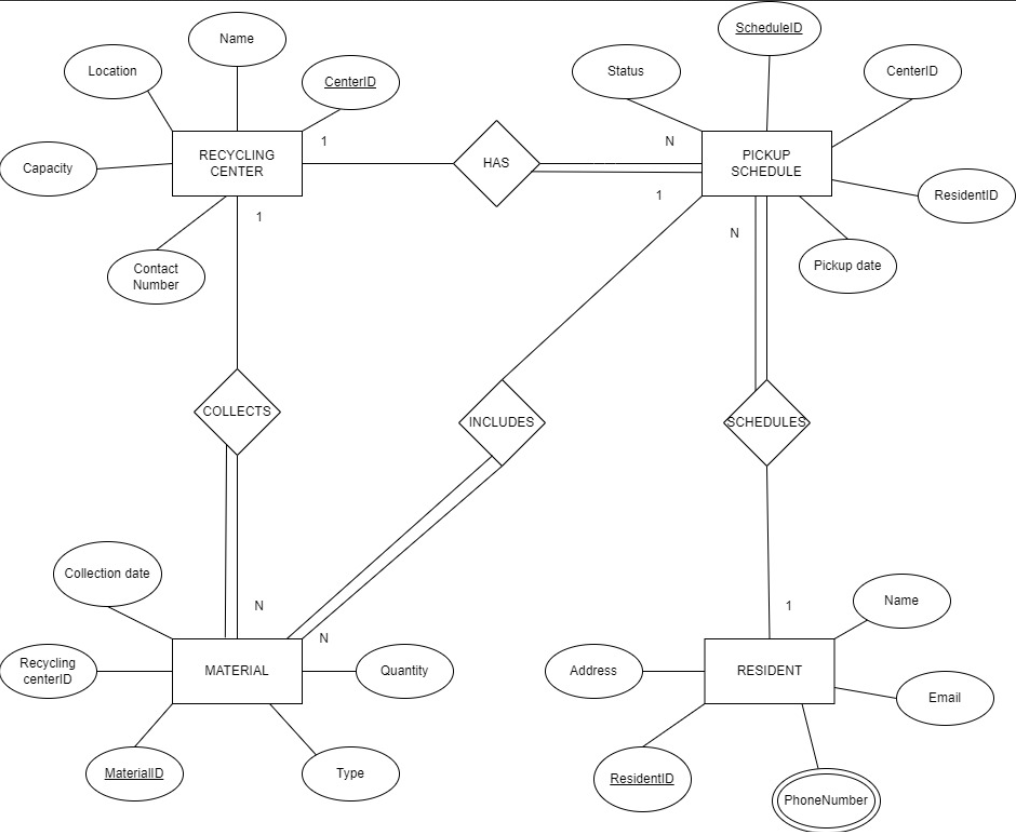 Name
Location
CenterID
Capacity
RECYCLING
CENTER
Contact
Number
1
1
HAS
N
1
N
ScheduleID
Status
CenterID
PICKUP
SCHEDULE
ResidentID
Pickup date
COLLECTS
INCLUDES
SCHEDULES
Collection date
N
N
Recycling
centerID
MATERIAL
Quantity
MaterialID
Type
1
Name
Address
RESIDENT
Email
ResidentID
PhoneNumber